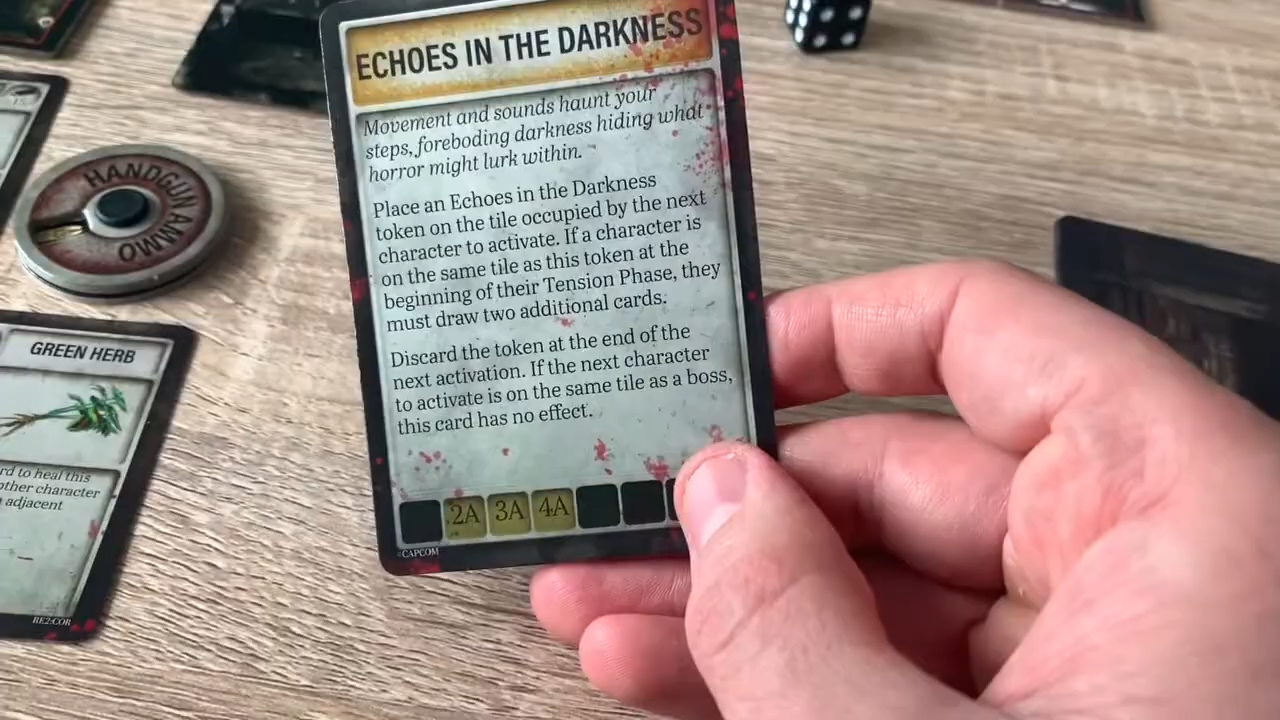 ECHOES IN THE DARKNESS
Movement and sounds haunt your
steps, foreboding darkness hiding what
horror might lurk within.
Place an Echoes in the Darkness
token on the tile occupied by the next
character to activate. If a character is
on the same tile as this token at the
beginning of their Tension Phase, they
must draw two additional cards.
Discard the token at the end of the
next activation. If the next character
to activate is on the same tile as a boss,
this card has no effect.
2A 3A 4A
©CAPCOM
HANDGUN AMMO
GREEN HERB
rd to heal this
other character
adjacent
RE2:COR